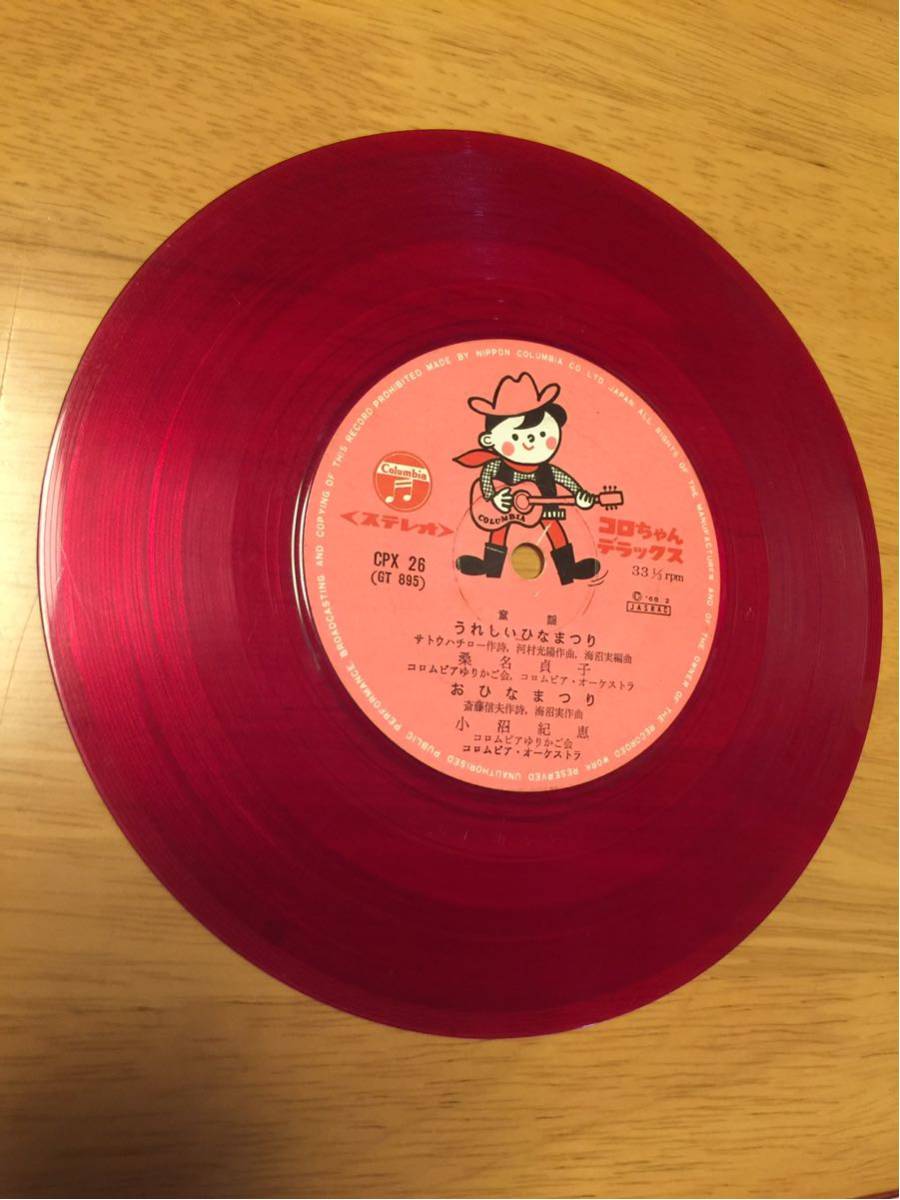 MADE BY NIPPON COLUMBIA CO LTD JAPAN ALL RIGHTS OF THE MANUFACTURER AND OF THE OWNER OF THE RECORDED WORK RESERVED UNAUTHORISED PUBLIC PERFORMANCE BROADCASTING AND COPYING OF THIS RECORD PROHIBITED
Columbia
COLUMBIA
<ステレオ>
コロちゃん
デラックス
CPX 26
(GT 895)
33 1/3 rpm
Ⓟ '68 2
JASRAC
童謡
うれしいひなまつり
サトウハチロー作詩, 河村光陽作曲, 海沼実編曲
桑名貞子
コロムビアゆりかご会, コロムビア・オーケストラ
おひなまつり
斎藤信夫作詩, 海沼実作曲
小沼紀恵
コロムビアゆりかご会
コロムビア・オーケストラ